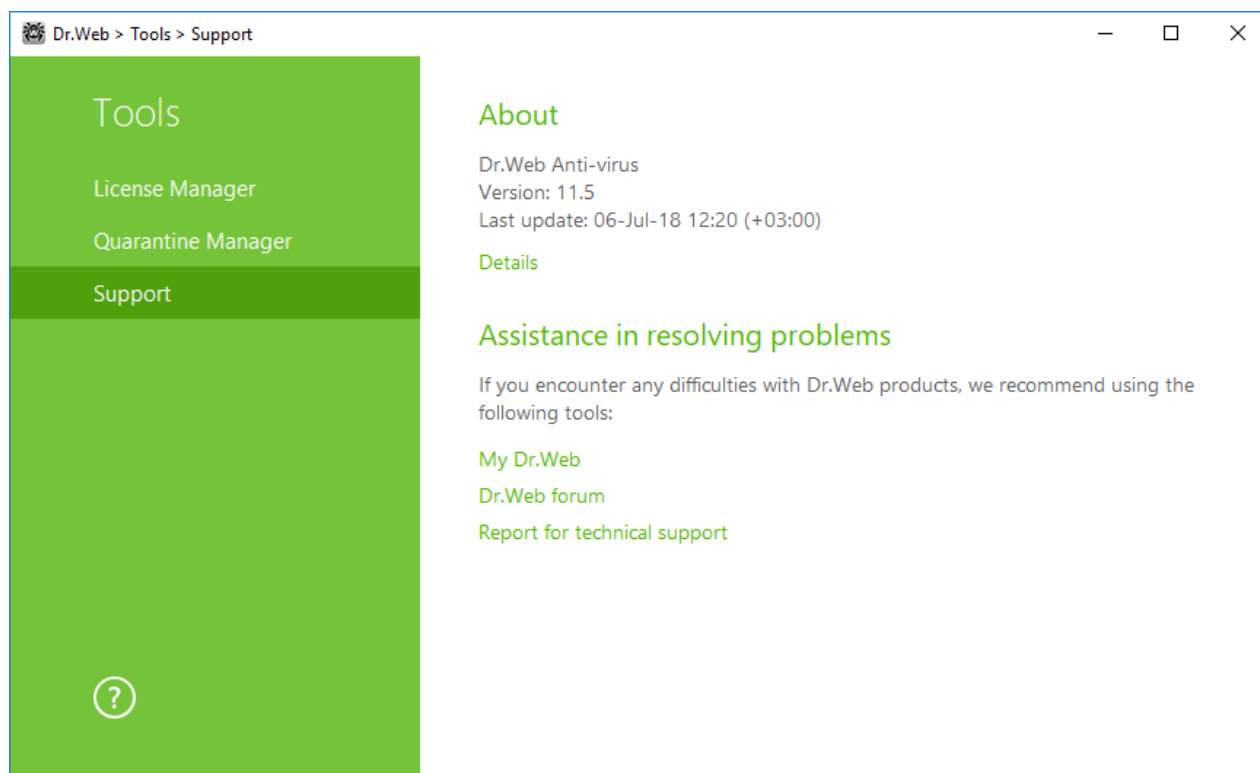 Dr.Web > Tools > Support
Tools
License Manager
Quarantine Manager
Support
?
About
Dr.Web Anti-virus
Version: 11.5
Last update: 06-Jul-18 12:20 (+03:00)
Details
Assistance in resolving problems
If you encounter any difficulties with Dr.Web products, we recommend using the
following tools:
My Dr.Web
Dr.Web forum
Report for technical support